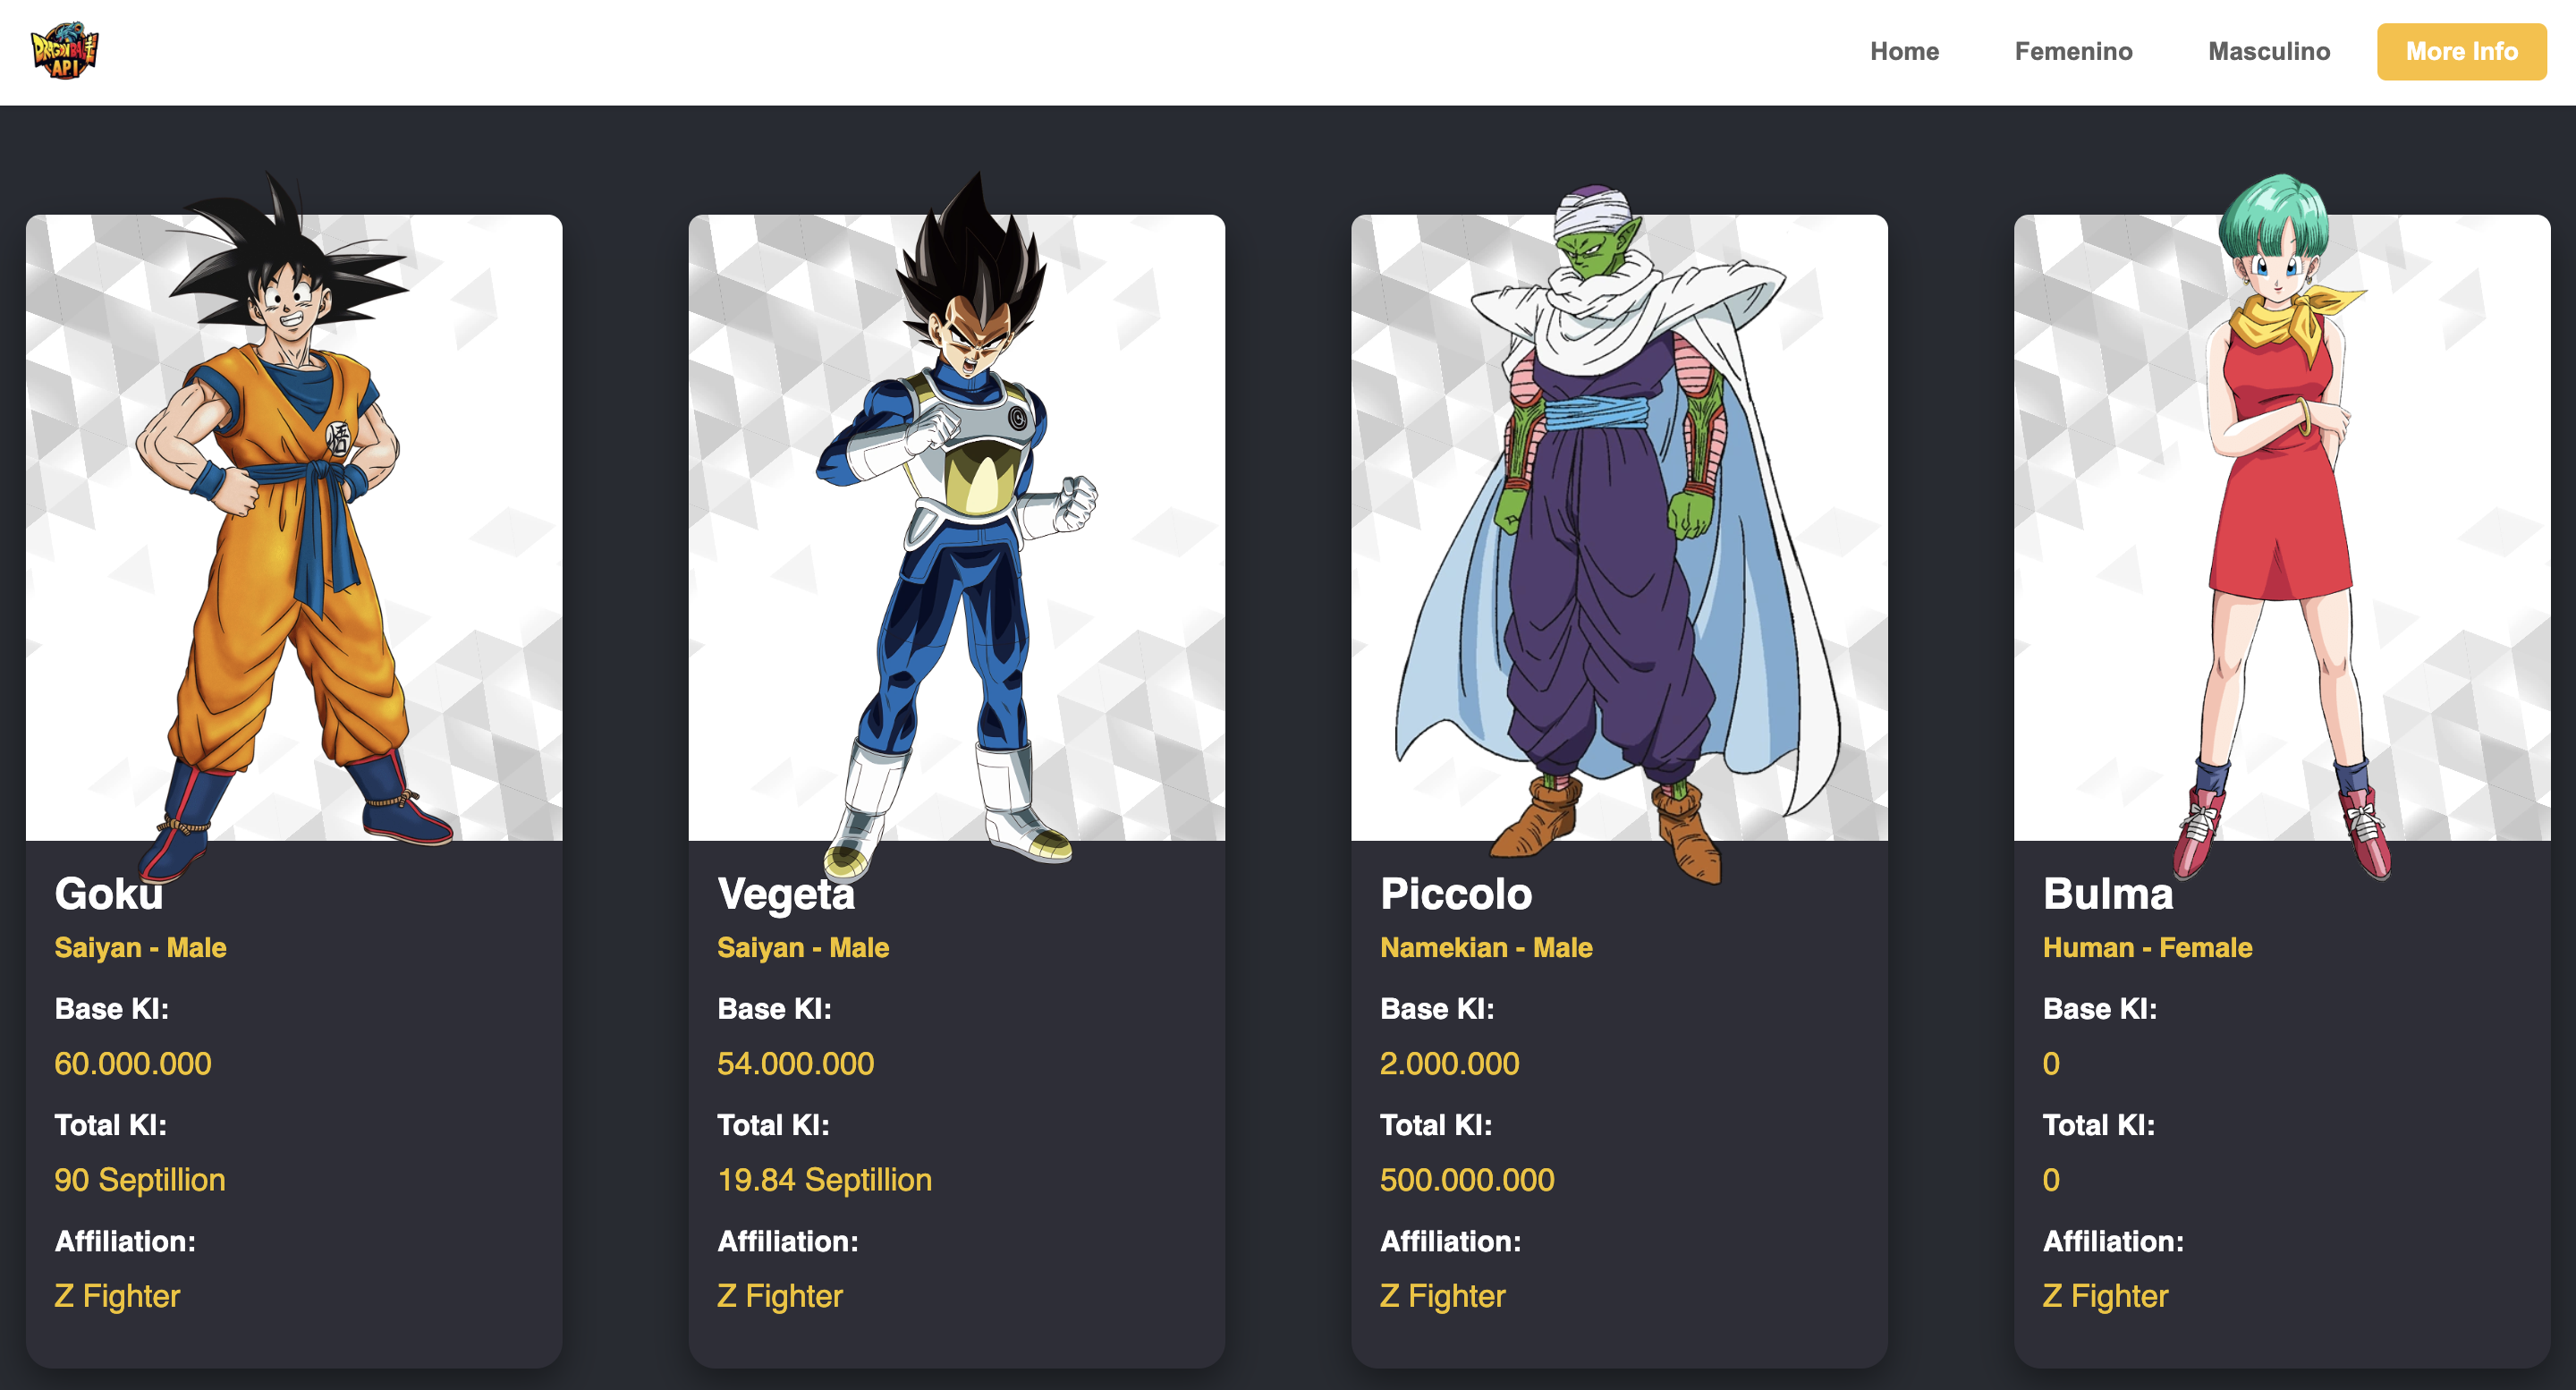 DRAGON BALL
API
Home
Femenino
Masculino
More Info
悟
Goku
Saiyan - Male
Base KI:
60.000.000
Total KI:
90 Septillion
Affiliation:
Z Fighter
Vegeta
Saiyan - Male
Base KI:
54.000.000
Total KI:
19.84 Septillion
Affiliation:
Z Fighter
Piccolo
Namekian - Male
Base KI:
2.000.000
Total KI:
500.000.000
Affiliation:
Z Fighter
Bulma
Human - Female
Base KI:
0
Total KI:
0
Affiliation:
Z Fighter